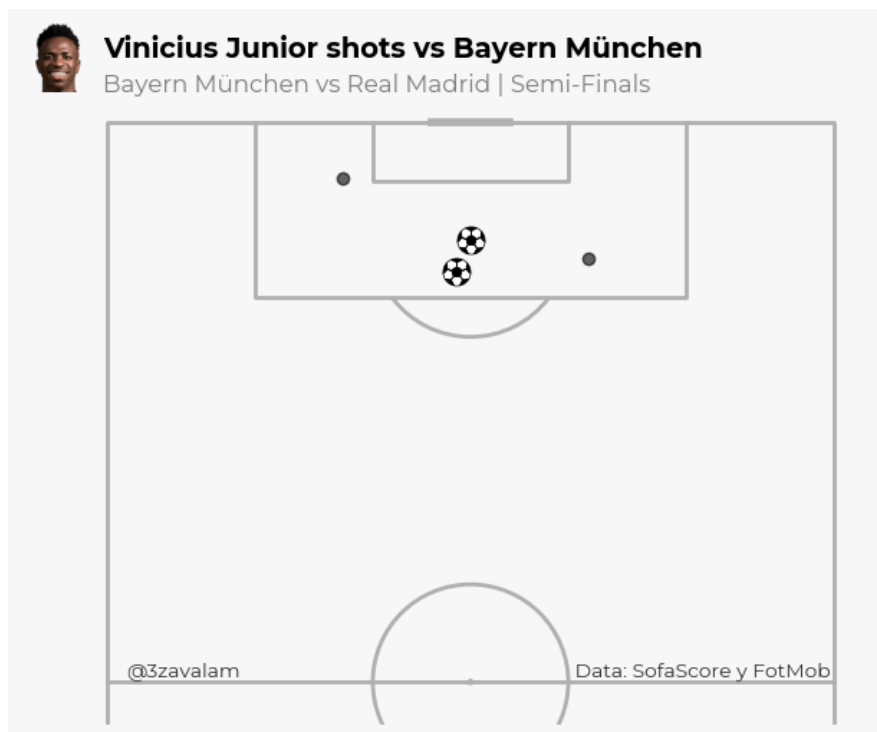 Vinicius Junior shots vs Bayern München
Bayern München vs Real Madrid | Semi-Finals
@3zavalam
Data: SofaScore y FotMob